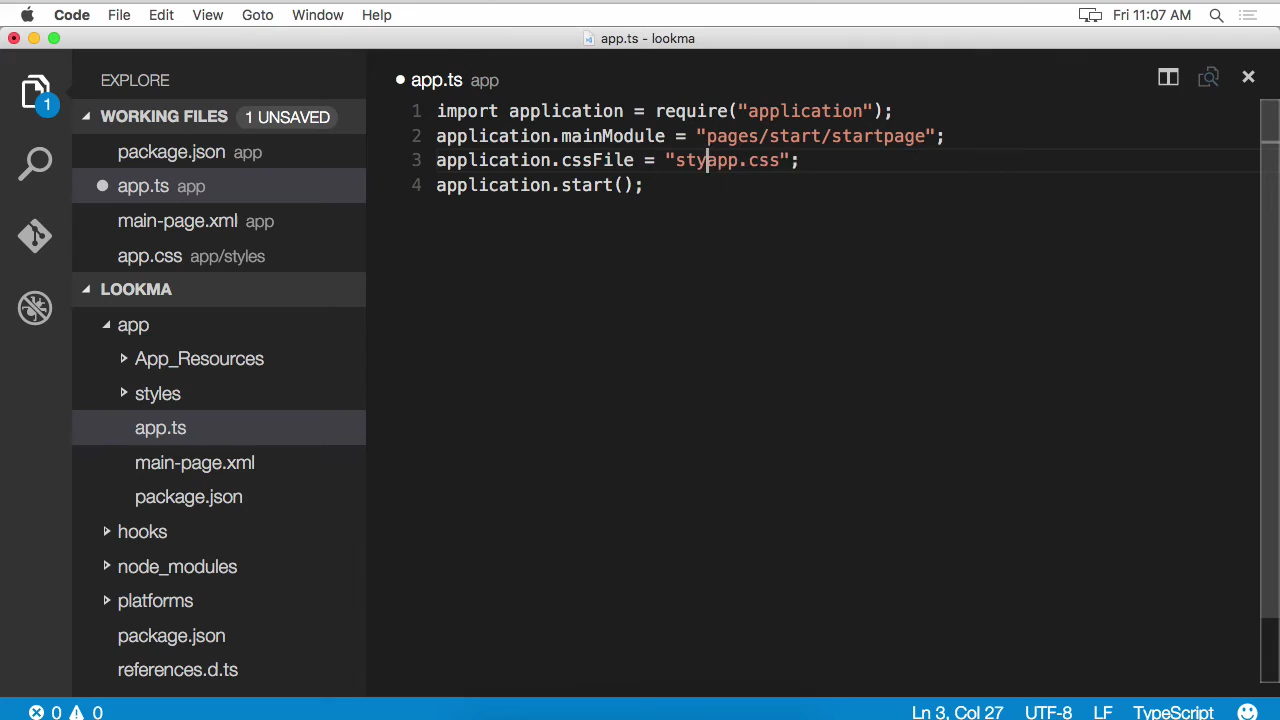 Code File Edit View Goto Window Help Fri 11:07 AM
app.ts - lookma
EXPLORE
WORKING FILES 1 UNSAVED
package.json app
app.ts app
main-page.xml app
app.css app/styles
LOOKMA
app
App_Resources
styles
app.ts
main-page.xml
package.json
hooks
node_modules
platforms
package.json
references.d.ts
1
app.ts app
1 import application = require("application");
2 application.mainModule = "pages/start/startpage";
3 application.cssFile = "styapp.css";
4 application.start();
0 0 Ln 3, Col 27 UTF-8 LF TypeScript